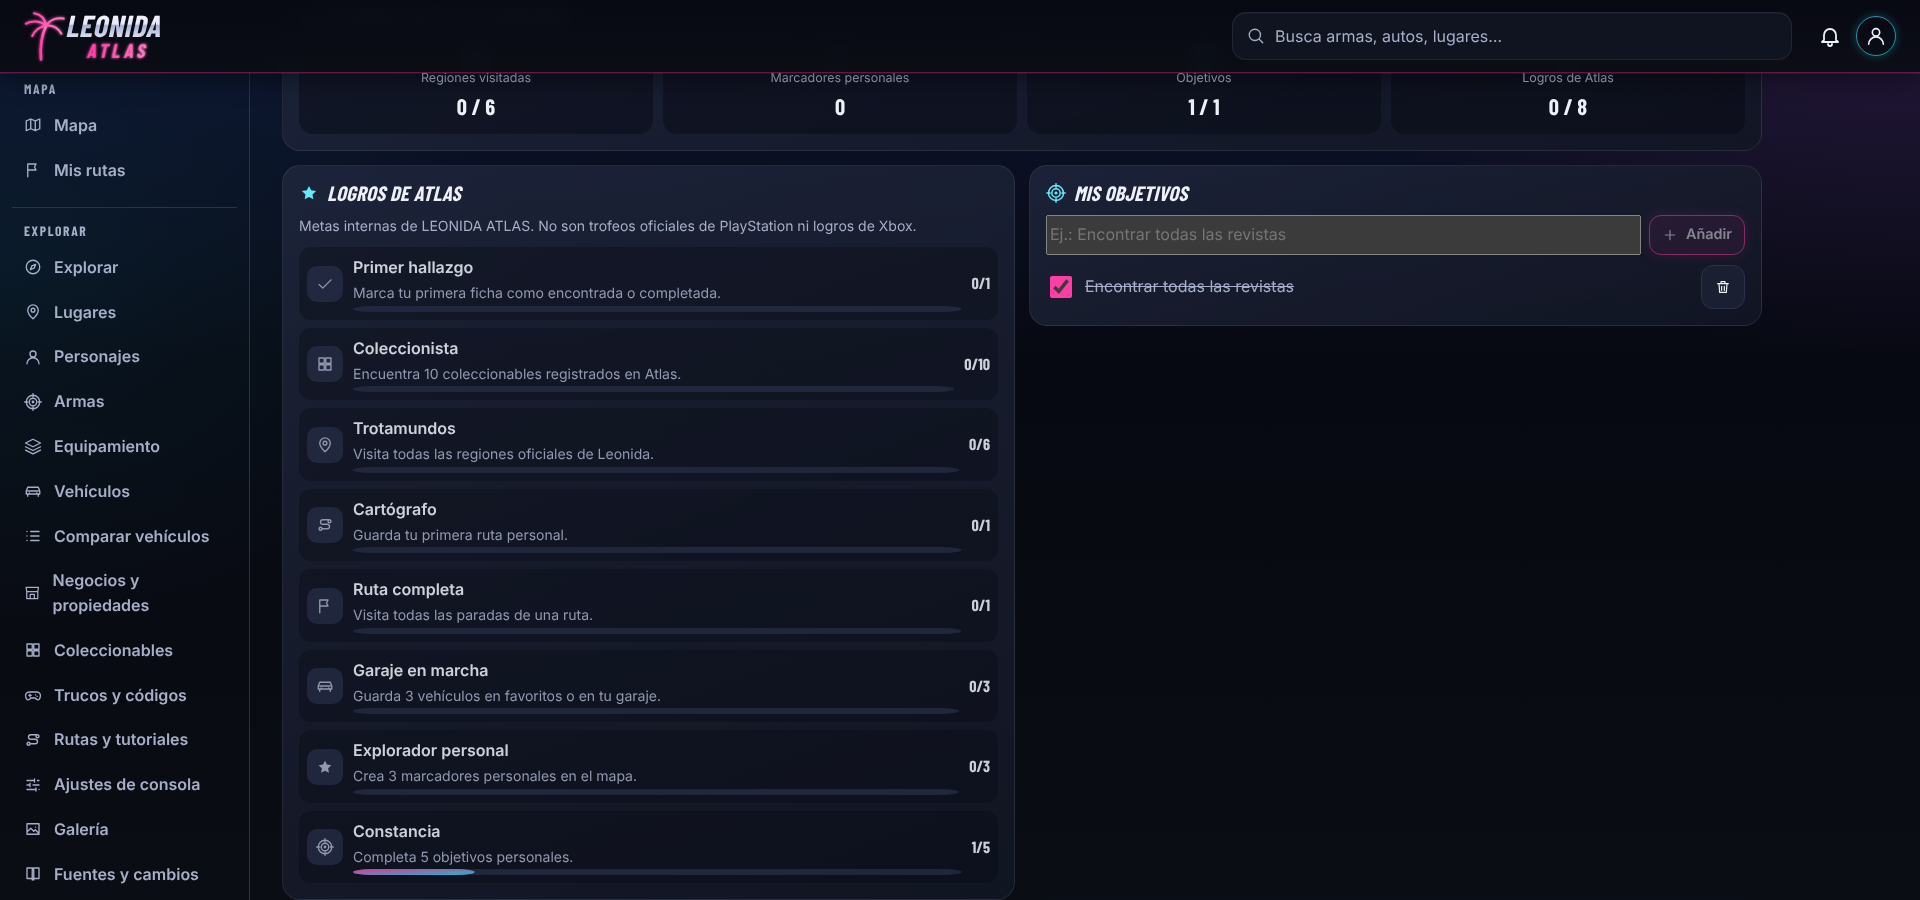 LEONIDA
ATLAS
Busca armas, autos, lugares...
MAPA
Mapa
Mis rutas
EXPLORAR
Explorar
Lugares
Personajes
Armas
Equipamiento
Vehículos
Comparar vehículos
Negocios y
propiedades
Coleccionables
Trucos y códigos
Rutas y tutoriales
Ajustes de consola
Galería
Fuentes y cambios
Regiones visitadas
0 / 6
Marcadores personales
0
Objetivos
1 / 1
Logros de Atlas
0 / 8
LOGROS DE ATLAS
Metas internas de LEONIDA ATLAS. No son trofeos oficiales de PlayStation ni logros de Xbox.
Primer hallazgo
Marca tu primera ficha como encontrada o completada.
0/1
Coleccionista
Encuentra 10 coleccionables registrados en Atlas.
0/10
Trotamundos
Visita todas las regiones oficiales de Leonida.
0/6
Cartógrafo
Guarda tu primera ruta personal.
0/1
Ruta completa
Visita todas las paradas de una ruta.
0/1
Garaje en marcha
Guarda 3 vehículos en favoritos o en tu garaje.
0/3
Explorador personal
Crea 3 marcadores personales en el mapa.
0/3
Constancia
Completa 5 objetivos personales.
1/5
MIS OBJETIVOS
Ej.: Encontrar todas las revistas
Añadir
Encontrar todas las revistas